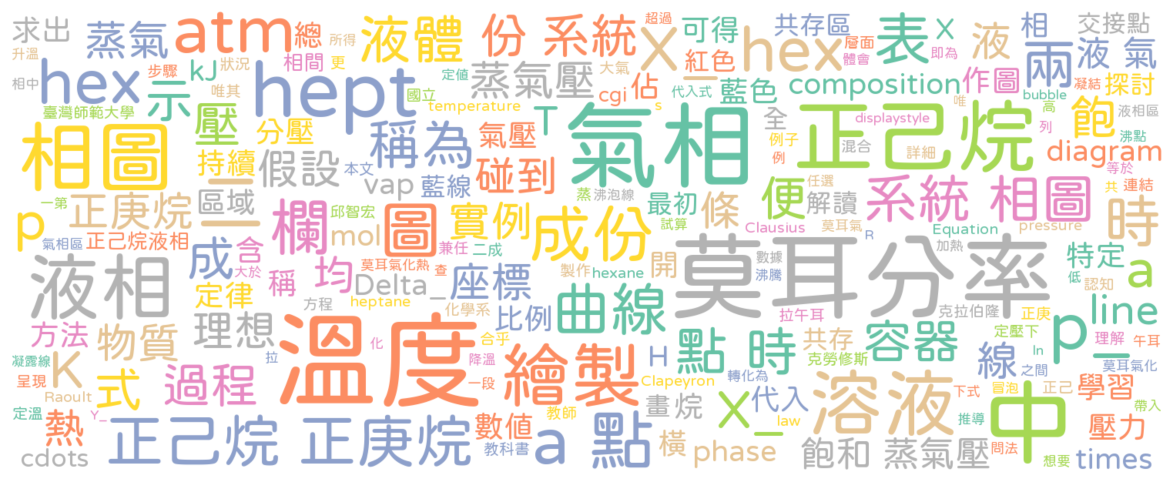 求出 蒸氣 atm 總 液體 份 系統 X_ hex 可得 共存區 表 X 液 相 兩 交接點 液 氣
升溫 所得 更 相間 紅色 超過 層面 體會 即為
相中 狀況 步驟 kJ 定值 大氣 佔 代入式 作圖 凝結 探討
hex 示 唯其 hept 國立 蒸氣壓 cgi 藍色 composition bubble 高 飽
臺灣師範大學 壓 分壓 temperature T s 全 displaystyle 唯 列 液相區 沸點
相圖 持續 假設 稱為 氣壓 碰到 氣相 例子 例 混合 正己烷 詳細 diagram
本文 vap 藍線 蒸 沸泡線 任選 解讀 系統 相圖 等於 共 連結
p 一第 正庚烷 區域 邱智宏 實例 最初 條 便 試算 莫耳氣 時
氣相區 正己烷液相 一 欄 圖 mol 兼任 二成 成份 Clausius R Equation 加熱 pressure 特定 a
液相 成 含 大於 稱 均 莫耳氣化熱 查 座標 製作 hexane 開 莫耳分率 數據 沸騰 低 認知
定律 Delta_ heptane 比例 曲線 拉午耳 克拉伯隆 正庚 line
方法 物質 理想 溫度 方程 化學系 合乎 繪製 H 點 時 共存 容器 定壓下 理解 午耳 p_
凝露線 呈現 K 式 過程 拉 化 降溫 一段 Clapeyron 克勞修斯 轉化為 線 ln 之間 莫耳氣化
定溫 Raoult Y_ 熱 正己烷 正庚烷 數值 教師 a 點 畫 烷 X_ 代入 law 溶液 下式 冒泡 正己 學習 帶入
cdots 教科書 橫 phase 飽和 蒸氣壓 推導 問法 中 想要 壓力 times